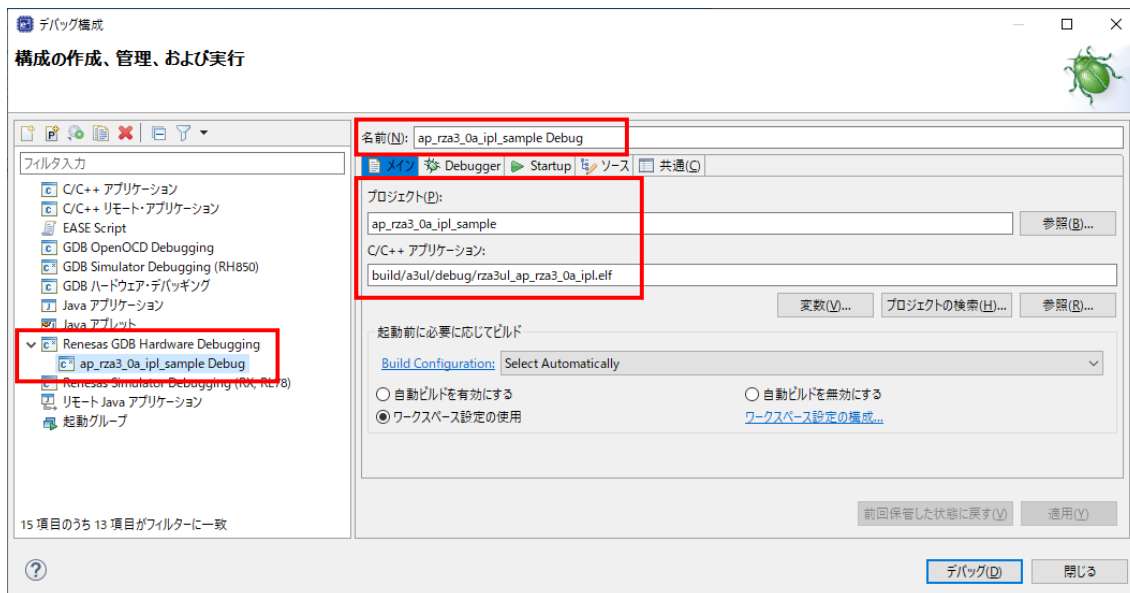 デバッグ構成
構成の作成、管理、および実行
フィルタ入力
C/C++ アプリケーション
C/C++ リモート・アプリケーション
EASE Script
GDB OpenOCD Debugging
GDB Simulator Debugging (RH850)
GDB ハードウェア・デバッギング
Java アプリケーション
Java アプレット
Renesas GDB Hardware Debugging
ap_rza3_0a_ipl_sample Debug
Renesas Simulator Debugging (RX, RL78)
リモート Java アプリケーション
起動グループ
15 項目のうち 13 項目がフィルターに一致
名前(N): ap_rza3_0a_ipl_sample Debug
メイン Debugger Startup ソース 共通(C)
プロジェクト(P):
ap_rza3_0a_ipl_sample 参照(B)...
C/C++ アプリケーション:
build/a3ul/debug/rza3ul_ap_rza3_0a_ipl.elf
変数(V)... プロジェクトの検索(H)... 参照(R)...
起動前に必要に応じてビルド
Build Configuration: Select Automatically
自動ビルドを有効にする 自動ビルドを無効にする
ワークスペース設定の使用 ワークスペース設定の構成...
前回保管した状態に戻す(V) 適用(Y)
デバッグ(D) 閉じる